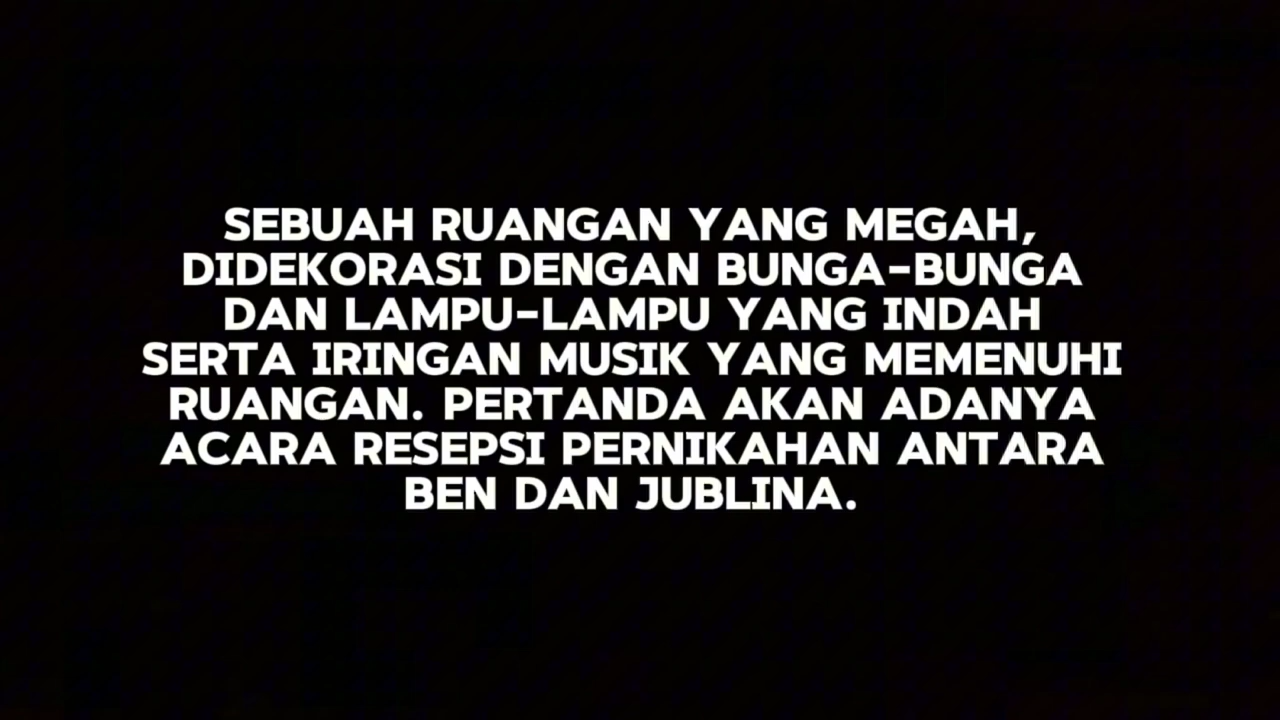 SEBUAH RUANGAN YANG MEGAH,
DIDEKORASI DENGAN BUNGA-BUNGA
DAN LAMPU-LAMPU YANG INDAH
SERTA IRINGAN MUSIK YANG MEMENUHI
RUANGAN. PERTANDA AKAN ADANYA
ACARA RESEPSI PERNIKAHAN ANTARA
BEN DAN JUBLINA.